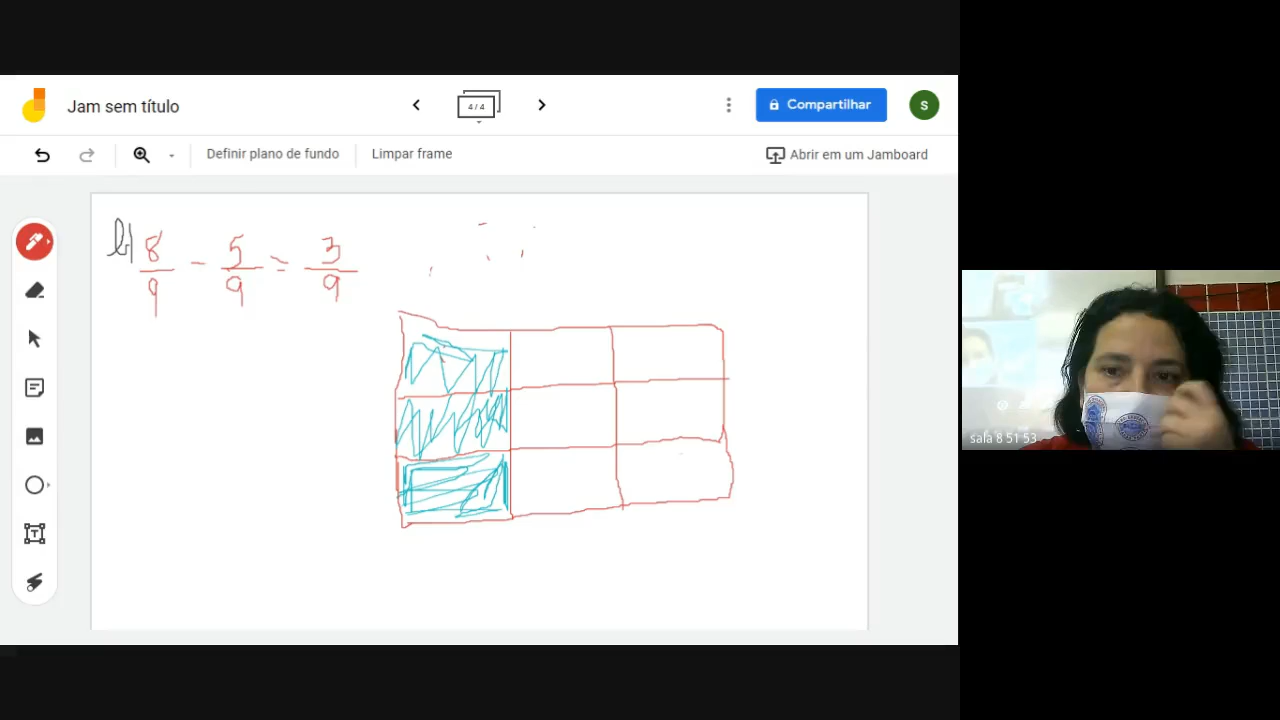 Jam sem título
4 / 4
Compartilhar
S
Definir plano de fundo
Limpar frame
Abrir em um Jamboard
b) 8/9 - 5/9 = 3/9
sala 8 51 53